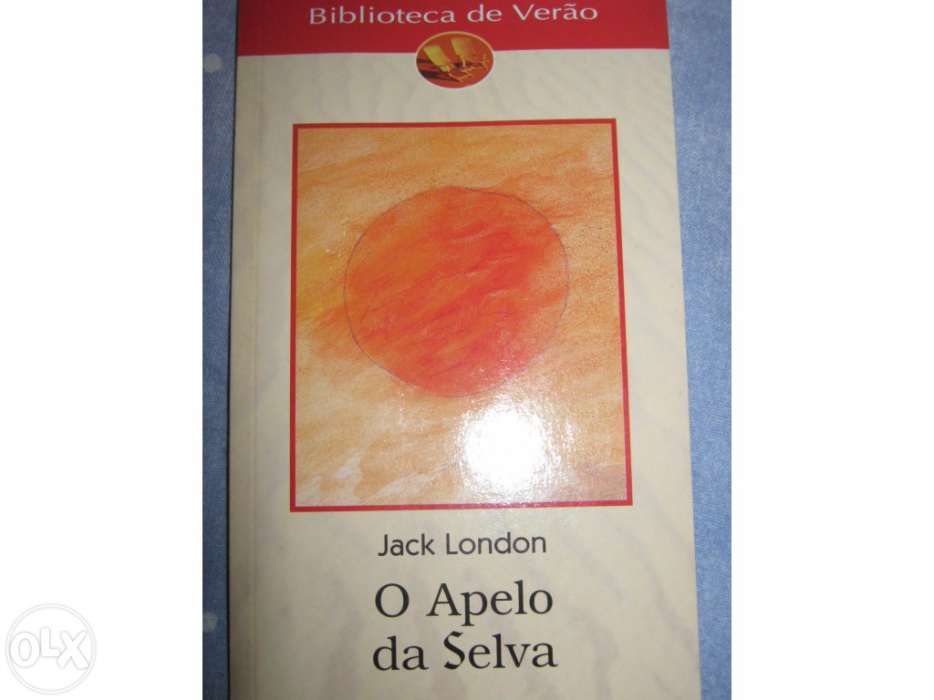 Biblioteca de Verão
Jack London
O Apelo
da Selva
OLX